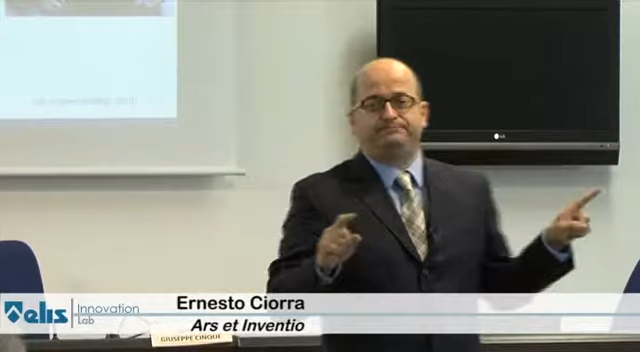 LG
Ernesto Ciorra
elis Innovation
Lab
Ars et Inventio
GIUSEPPE CINQUE